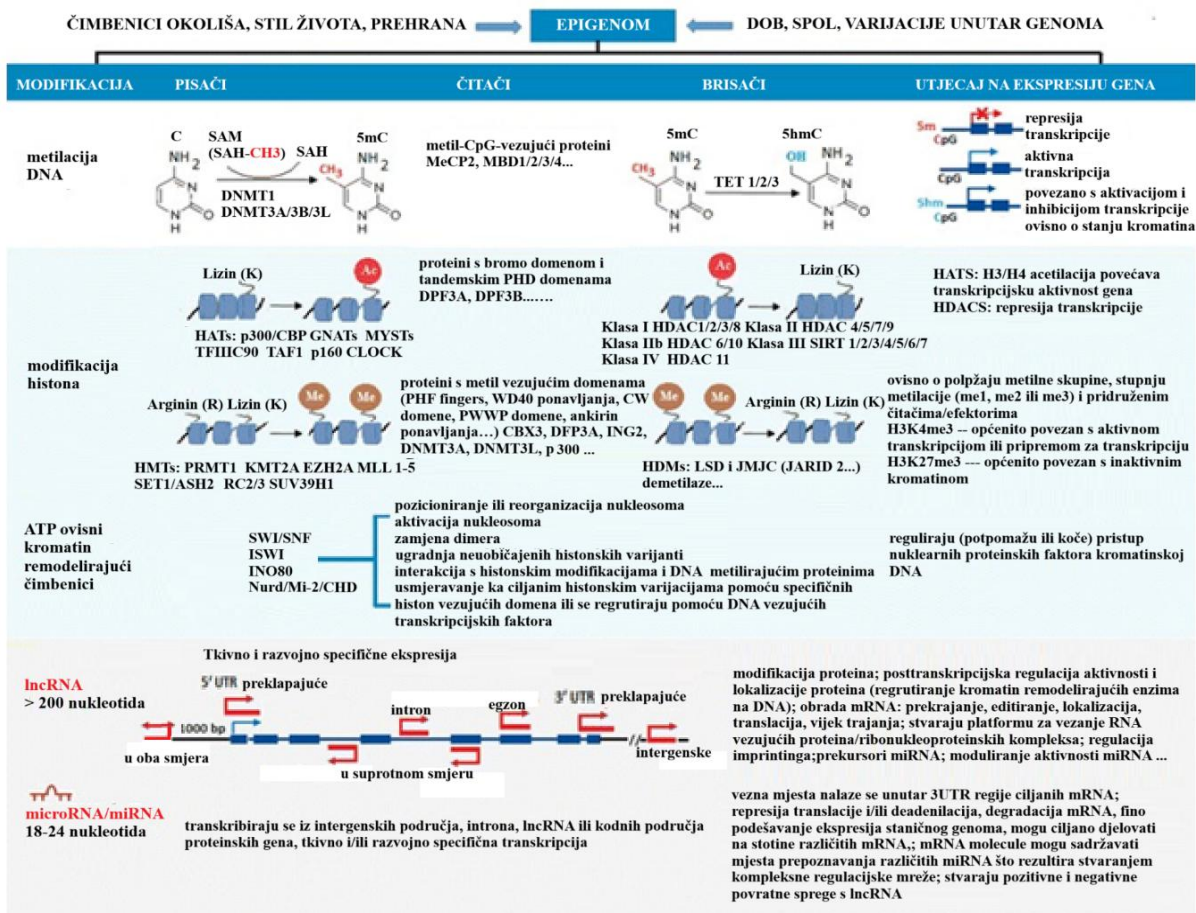 ČIMBENICI OKOLIŠA, STIL ŽIVOTA, PREHRANA
EPIGENOM
DOB, SPOL, VARIJACIJE UNUTAR GENOMA
MODIFIKACIJA
PISAČI
ČITAČI
BRISAČI
UTJECAJ NA EKSPRESIJU GENA
metilacija
DNA
C
SAM
(SAH-CH3)
SAH
5mC
NH2
CH3
NH2
N
N
O
O
N
N
H
H
DNMT1
DNMT3A/3B/3L
metil-CpG-vezujući proteini
MeCP2, MBD1/2/3/4...
5mC
5hmC
NH2
OH
NH2
CH3
N
N
O
O
N
N
H
H
TET 1/2/3
5m
CpG
represija
transkripcije
CpG
aktivna
transkripcija
5hm
CpG
povezano s aktivacijom i
inhibicijom transkripcije
ovisno o stanju kromatina
modifikacija
histona
Lizin (K)
Ac
HATs: p300/CBP GNATs MYSTs
TFIIIC90 TAF1 p160 CLOCK
proteini s bromo domenom i
tandemskim PHD domenama
DPF3A, DPF3B...….
Ac
Lizin (K)
Klasa I HDAC1/2/3/8 Klasa II HDAC 4/5/7/9
Klasa IIb HDAC 6/10 Klasa III SIRT 1/2/3/4/5/6/7
Klasa IV HDAC 11
HATS: H3/H4 acetilacija povećava
transkripcijsku aktivnost gena
HDACS: represija transkripcije
Arginin (R) Lizin (K)
Me
Me
HMTs: PRMT1 KMT2A EZH2A MLL 1-5
SET1/ASH2 RC2/3 SUV39H1
proteini s metil vezujućim domenama
(PHF fingers, WD40 ponavljanja, CW
domene, PWWP domene, ankirin
ponavljanja…) CBX3, DFP3A, ING2,
DNMT3A, DNMT3L, p 300 ...
Me
Me
Arginin (R) Lizin (K)
HDMs: LSD i JMJC (JARID 2...)
demetilaze...
ovisno o polpžaju metilne skupine, stupnju
metilacije (me1, me2 ili me3) i pridruženim
čitačima/efektorima
H3K4me3 -- općenito povezan s aktivnom
transkripcijom ili pripremom za transkripciju
H3K27me3 --- općenito povezan s inaktivnim
kromatinom
ATP ovisni
kromatin
remodelirajući
čimbenici
SWI/SNF
ISWI
INO80
Nurd/Mi-2/CHD
pozicioniranje ili reorganizacija nukleosoma
aktivacija nukleosoma
zamjena dimera
ugradnja neuobičajenih histonskih varijanti
interakcija s histonskim modifikacijama i DNA metilirajućim proteinima
usmjeravanje ka ciljanim histonskim varijacijama pomoću specifičnih
histon vezujućih domena ili se regrutiraju pomoću DNA vezujućih
transkripcijskih faktora
reguliraju (potpomažu ili koče) pristup
nuklearnih proteinskih faktora kromatinskoj
DNA
lncRNA
> 200 nukleotida
Tkivno i razvojno specifične ekspresija
5' UTR preklapajuće
1000 bp
intron
egzon
3' UTR preklapajuće
u oba smjera
u suprotnom smjeru
intergenske
modifikacija proteina; posttranskripcijska regulacija aktivnosti i
lokalizacije proteina (regrutiranje kromatin remodelirajućih enzima
na DNA); obrada mRNA: prekrajanje, editiranje, lokalizacija,
translacija, vijek trajanja; stvaraju platformu za vezanje RNA
vezujućih proteina/ribonukleoproteinskih kompleksa; regulacija
imprintinga;prekursori miRNA; moduliranje aktivnosti miRNA ...
microRNA/miRNA
18-24 nukleotida
transkribiraju se iz intergenskih područja, introna, lncRNA ili kodnih područja
proteinskih gena, tkivno i/ili razvojno specifična transkripcija
vezna mjesta nalaze se unutar 3UTR regije ciljanih mRNA;
represija translacije i/ili deadenilacija, degradacija mRNA, fino
podešavanje ekspresija staničnog genoma, mogu ciljano djelovati
na stotine različitih mRNA,; mRNA molecule mogu sadržavati
mjesta prepoznavanja različitih miRNA što rezultira stvaranjem
kompleksne regulacijske mreže; stvaraju pozitivne i negativne
povratne sprege s lncRNA